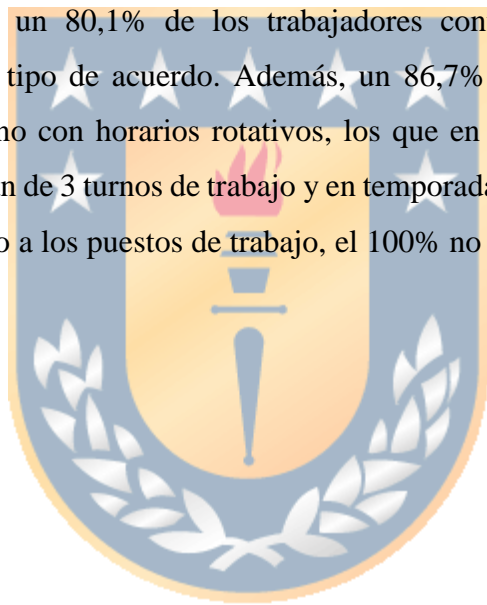 un 80,1% de los trabajadores con
tipo de acuerdo. Además, un 86,7%
no con horarios rotativos, los que en
n de 3 turnos de trabajo y en temporada
o a los puestos de trabajo, el 100% no